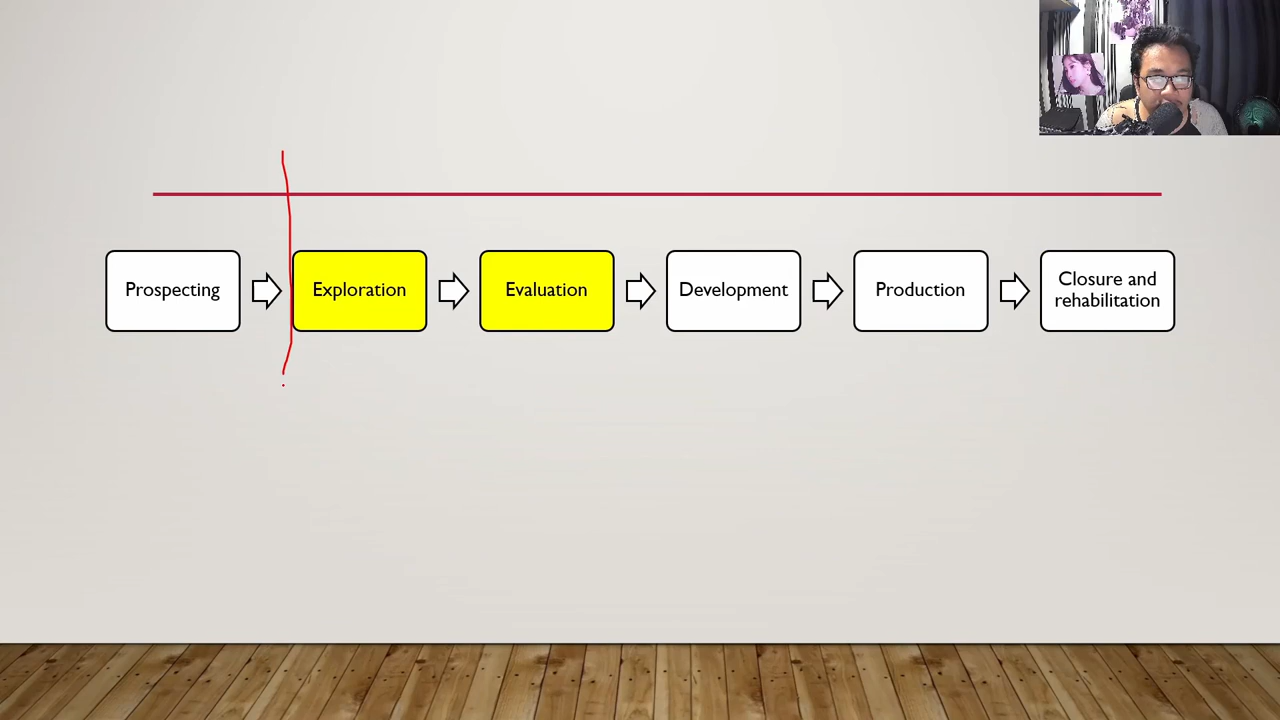 Prospecting
Exploration
Evaluation
Development
Production
Closure and
rehabilitation